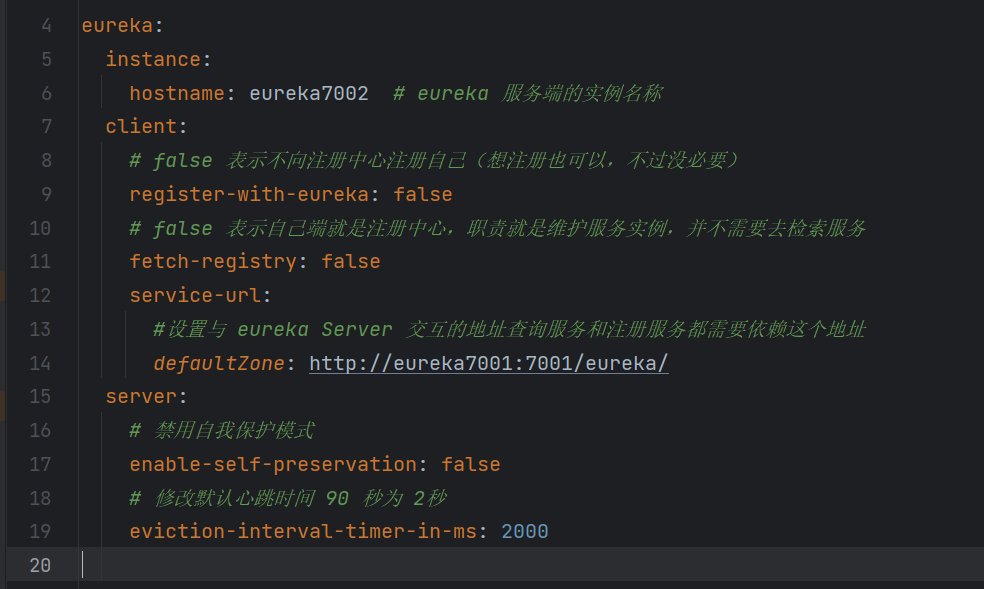 4 eureka:
5   instance:
6     hostname: eureka7002  # eureka 服务端的实例名称
7   client:
8     # false 表示不向注册中心注册自己（想注册也可以，不过没必要）
9     register-with-eureka: false
10     # false 表示自己端就是注册中心，职责就是维护服务实例，并不需要去检索服务
11     fetch-registry: false
12     service-url:
13       #设置与 eureka Server 交互的地址查询服务和注册服务都需要依赖这个地址
14       defaultZone: http://eureka7001:7001/eureka/
15   server:
16     # 禁用自我保护模式
17     enable-self-preservation: false
18     # 修改默认心跳时间 90 秒为 2秒
19     eviction-interval-timer-in-ms: 2000
20